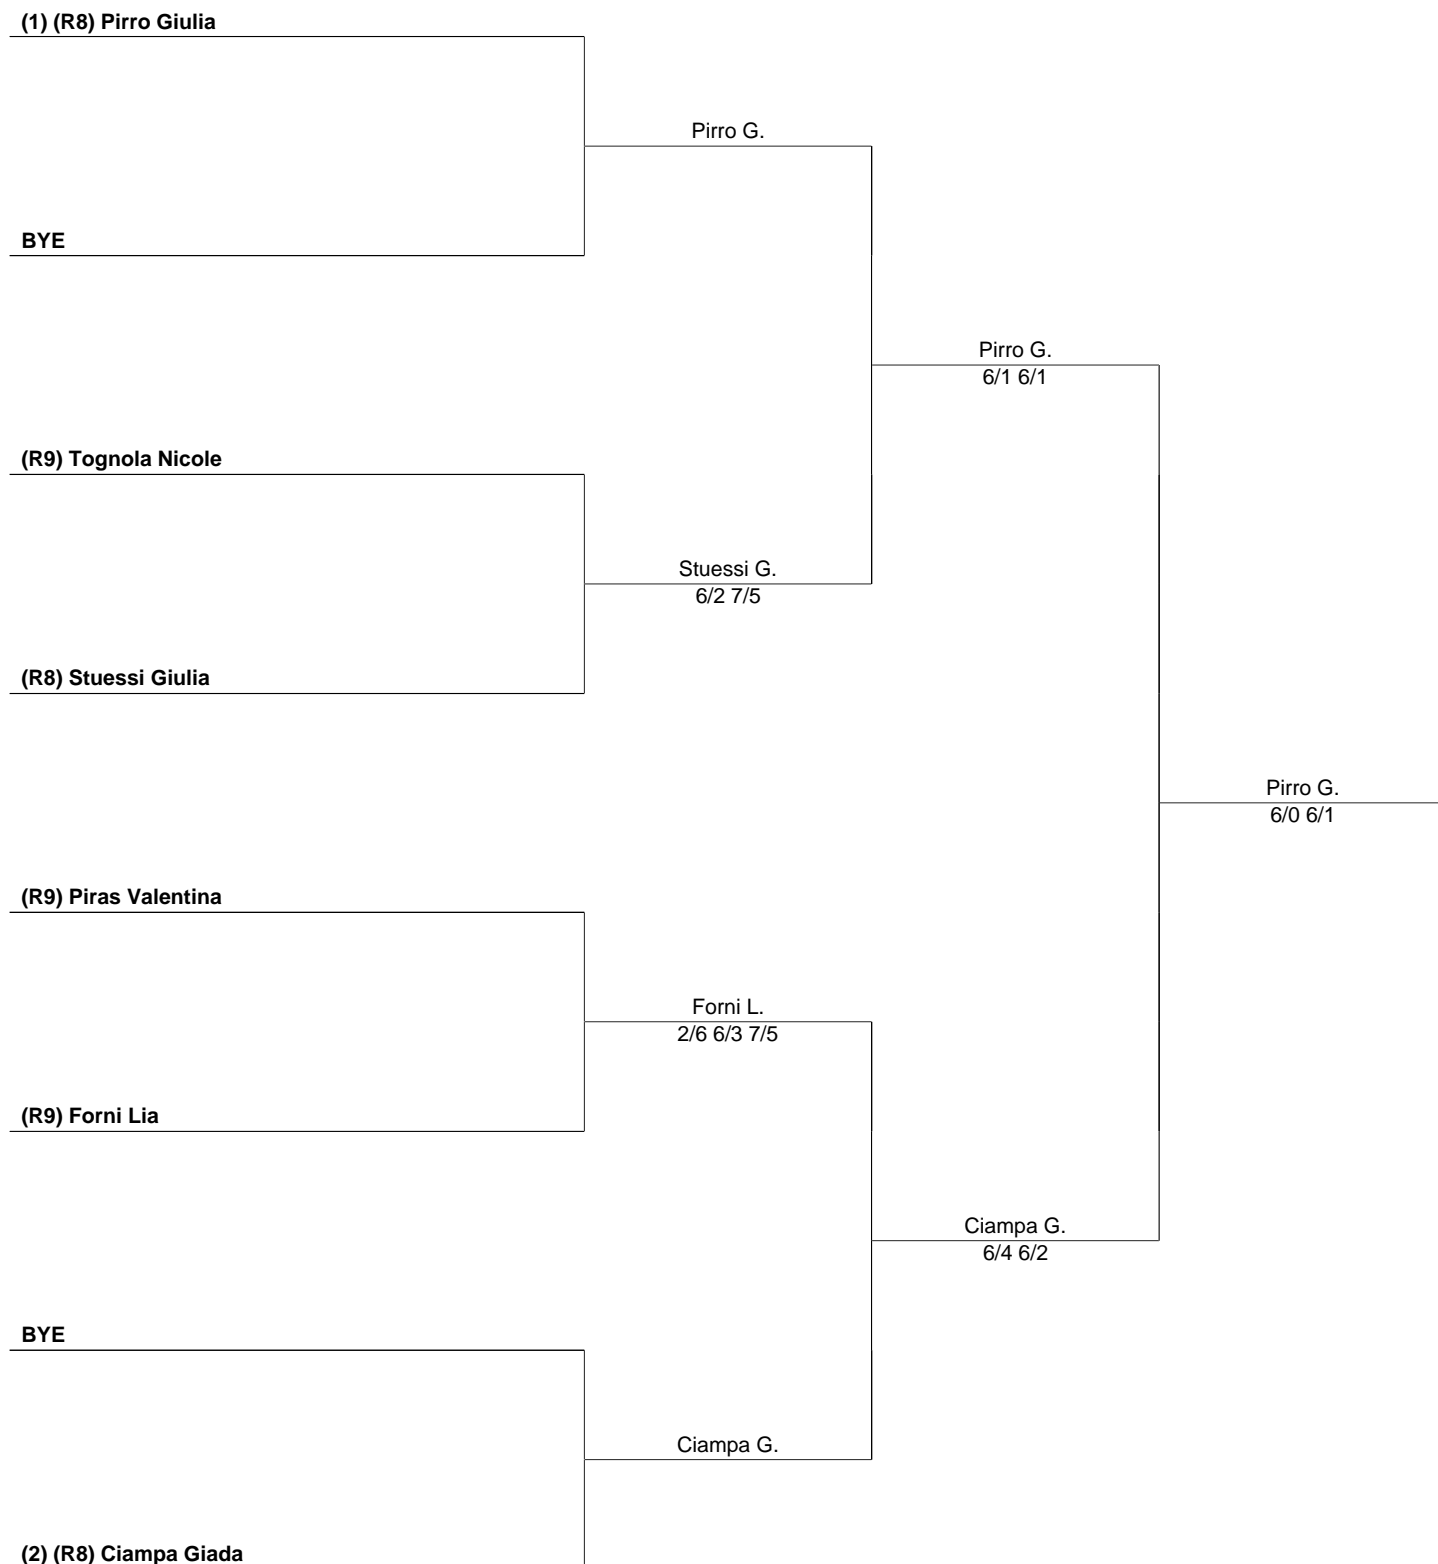 (1) (R8) Pirro Giulia
Pirro G.
BYE
Pirro G.
6/1 6/1
(R9) Tognola Nicole
Stuessi G.
6/2 7/5
(R8) Stuessi Giulia
Pirro G.
6/0 6/1
(R9) Piras Valentina
Forni L.
2/6 6/3 7/5
(R9) Forni Lia
Ciampa G.
6/4 6/2
BYE
Ciampa G.
(2) (R8) Ciampa Giada